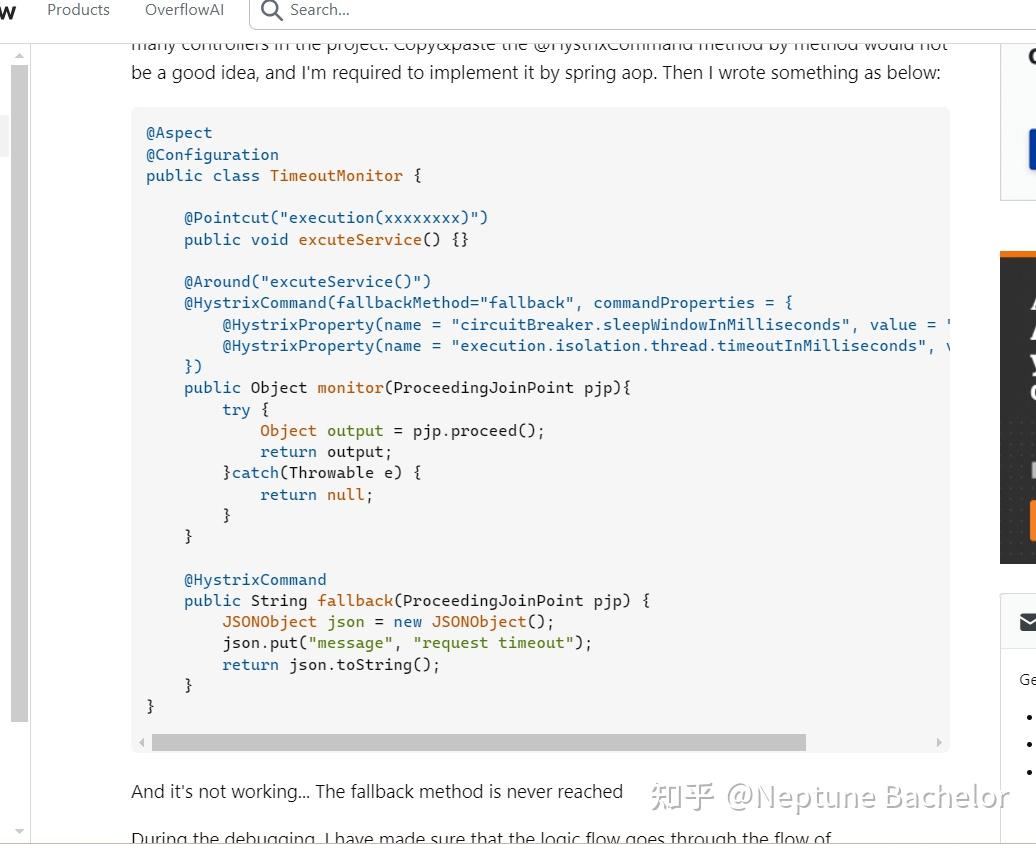 w Products OverflowAI Search...
many controllers in the project. Copy&paste the @HystrixCommand method by method would not
be a good idea, and I'm required to implement it by spring aop. Then I wrote something as below:
@Aspect
@Configuration
public class TimeoutMonitor {
@Pointcut("execution(xxxxxxxx)")
public void excuteService() {}
@Around("excuteService()")
@HystrixCommand(fallbackMethod="fallback", commandProperties = {
@HystrixProperty(name = "circuitBreaker.sleepWindowInMilliseconds", value = "
@HystrixProperty(name = "execution.isolation.thread.timeoutInMilliseconds", v
})
public Object monitor(ProceedingJoinPoint pjp){
try {
Object output = pjp.proceed();
return output;
}catch(Throwable e) {
return null;
}
}
@HystrixCommand
public String fallback(ProceedingJoinPoint pjp) {
JSONObject json = new JSONObject();
json.put("message", "request timeout");
return json.toString();
}
}
And it's not working... The fallback method is never reached
During the debugging, I have made sure that the logic flow goes through the flow of
Ge
知乎 @Neptune Bachelor